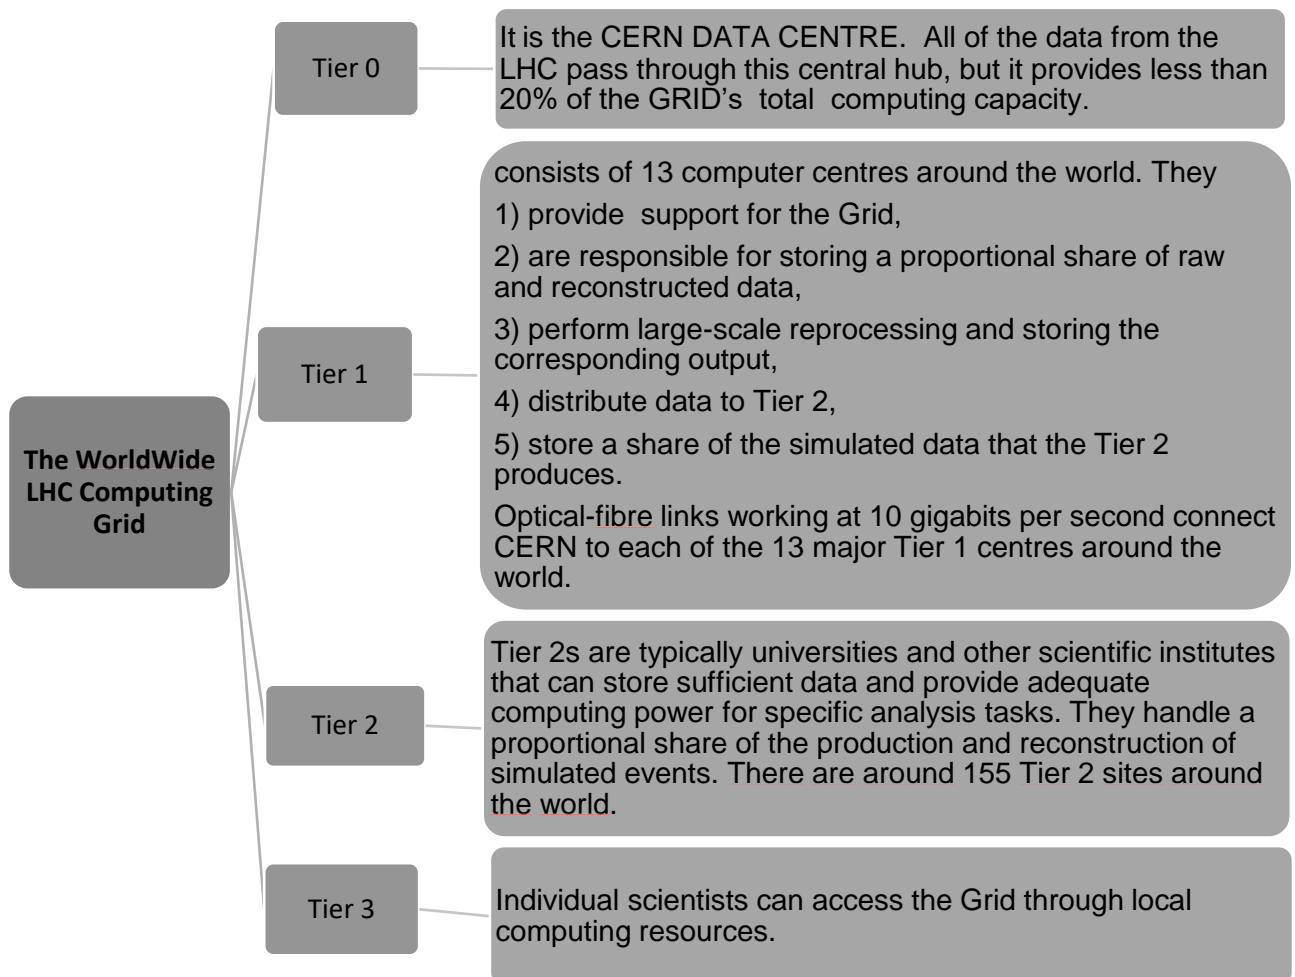 Tier 0
It is the CERN DATA CENTRE.  All of the data from the
LHC pass through this central hub, but it provides less than
20% of the GRID's  total  computing capacity.
Tier 1
consists of 13 computer centres around the world. They
1) provide  support for the Grid,
2) are responsible for storing a proportional share of raw
and reconstructed data,
3) perform large-scale reprocessing and storing the
corresponding output,
4) distribute data to Tier 2,
5) store a share of the simulated data that the Tier 2
produces.
Optical-fibre links working at 10 gigabits per second connect
CERN to each of the 13 major Tier 1 centres around the
world.
The WorldWide
LHC Computing
Grid
Tier 2
Tier 2s are typically universities and other scientific institutes
that can store sufficient data and provide adequate
computing power for specific analysis tasks. They handle a
proportional share of the production and reconstruction of
simulated events. There are around 155 Tier 2 sites around
the world.
Tier 3
Individual scientists can access the Grid through local
computing resources.